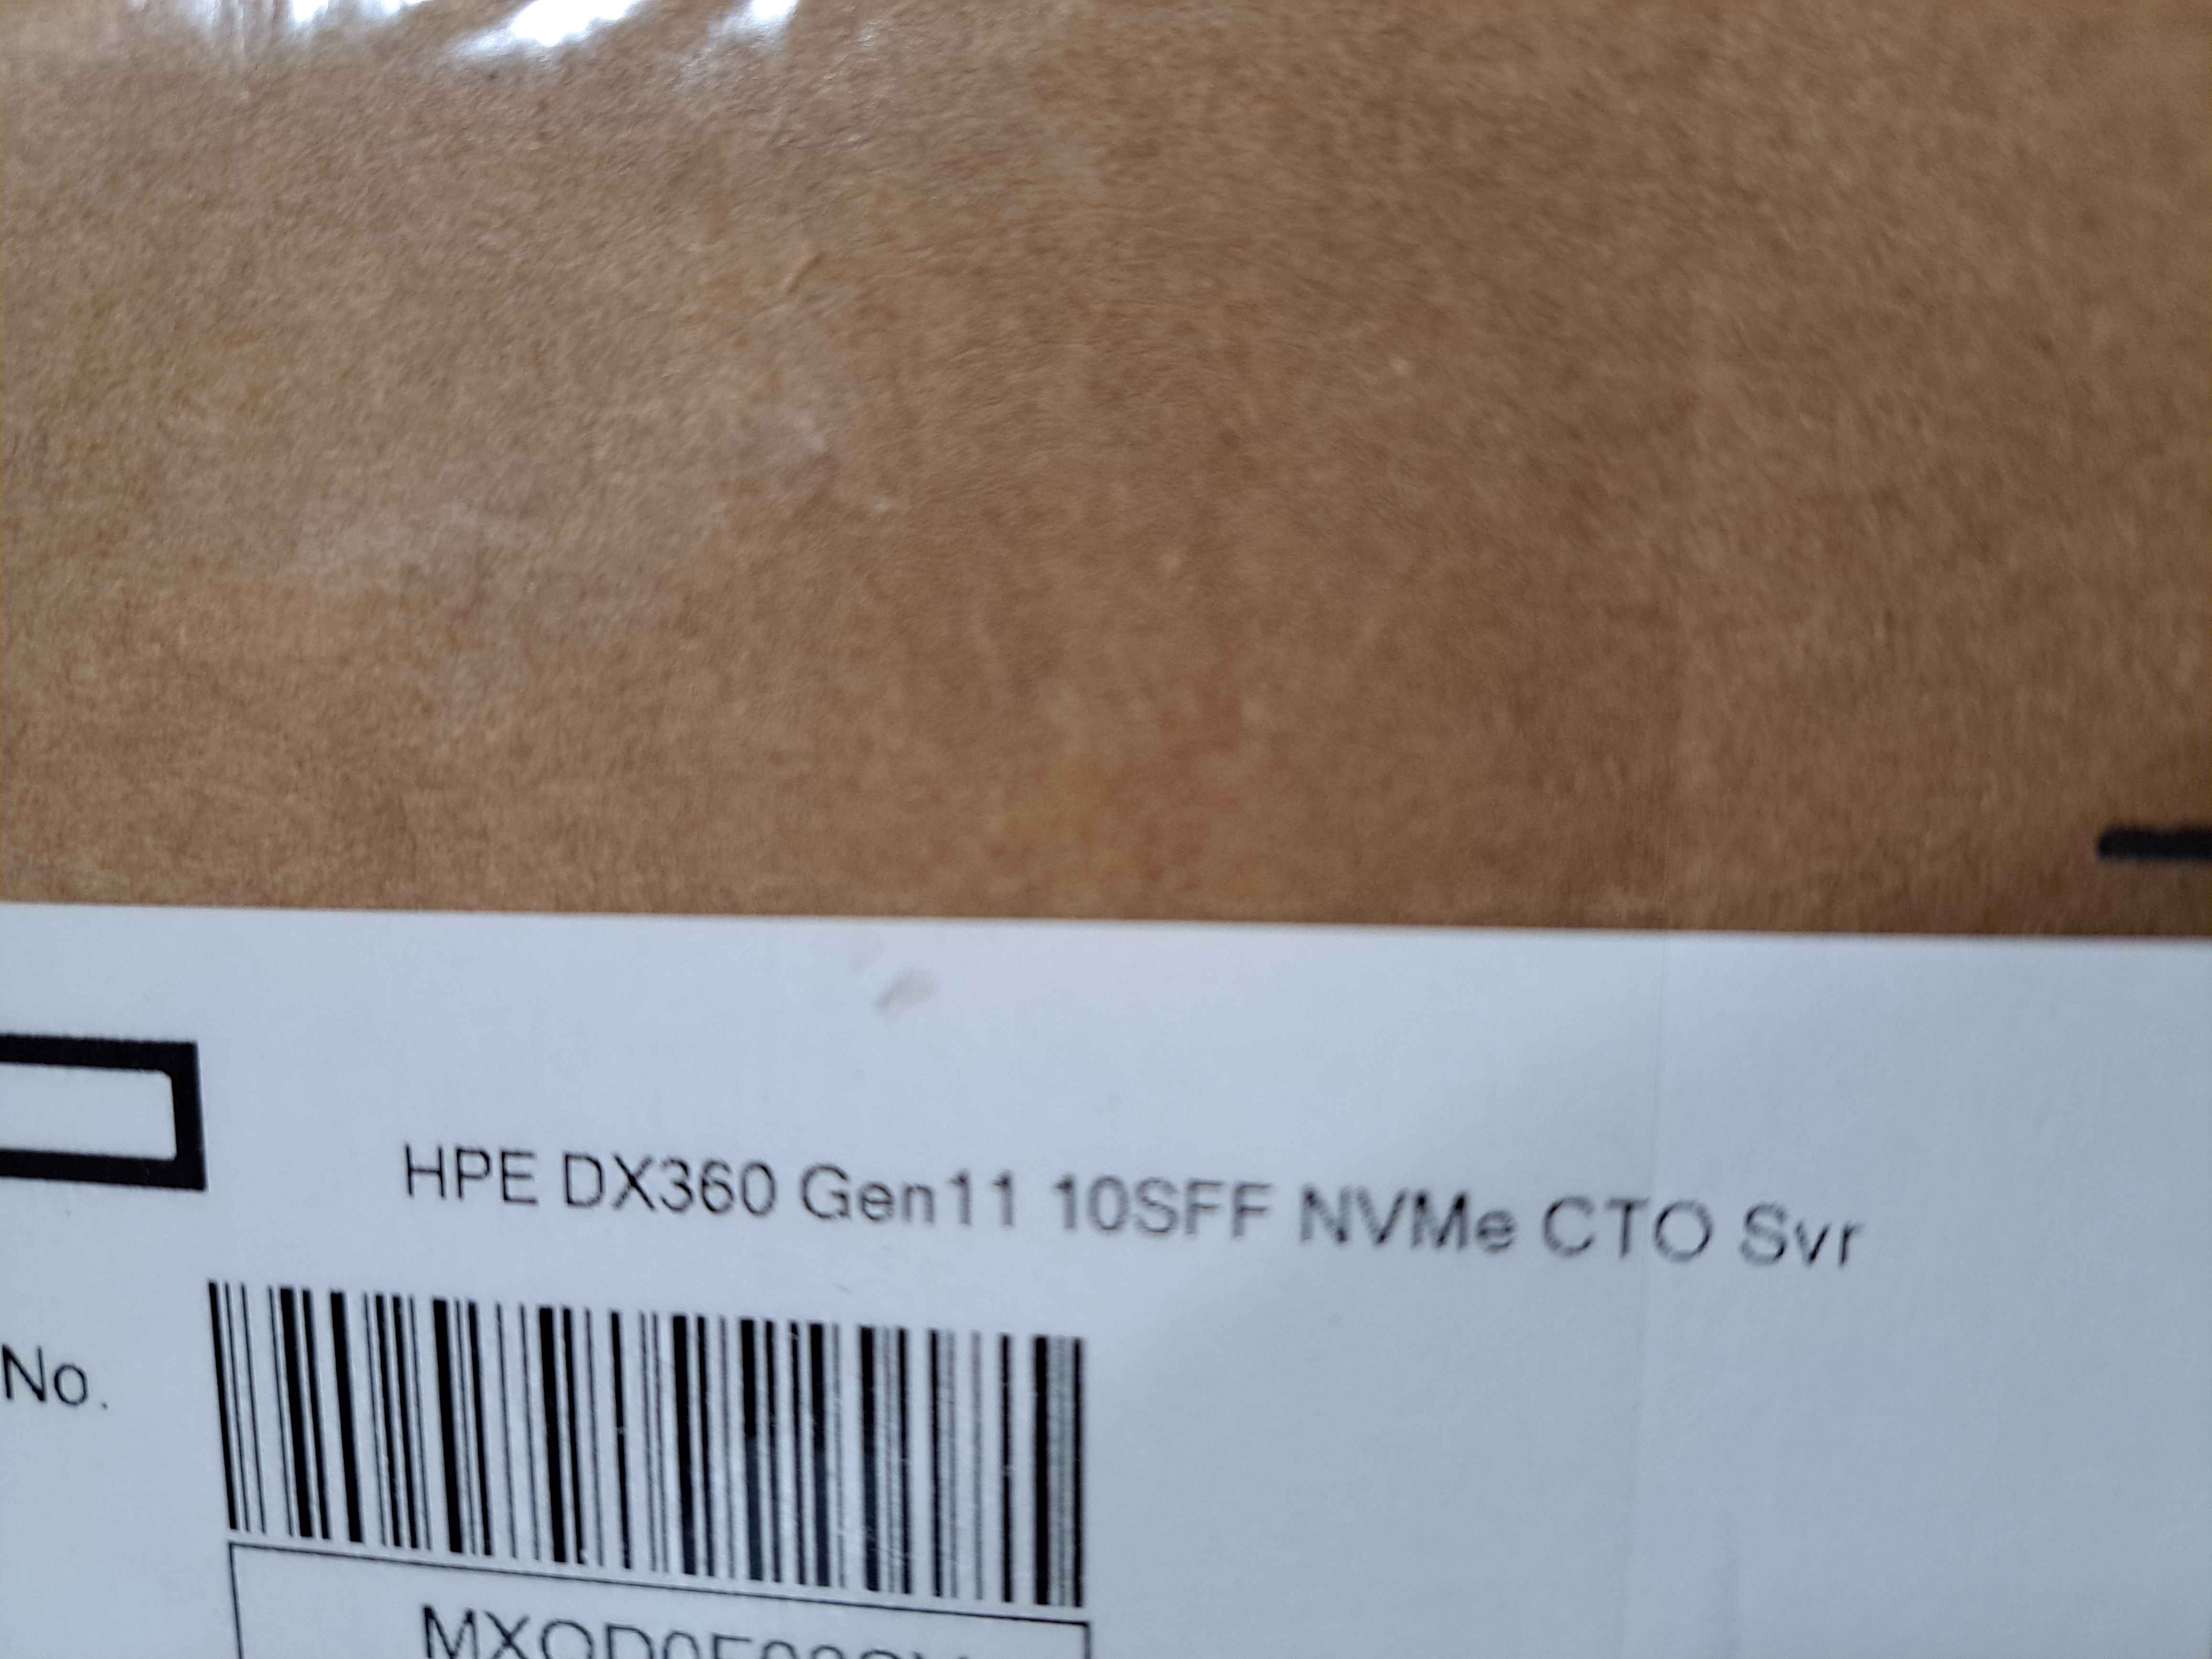 HPE DX360 Gen11 10SFF NVMe CTO Svr
No.